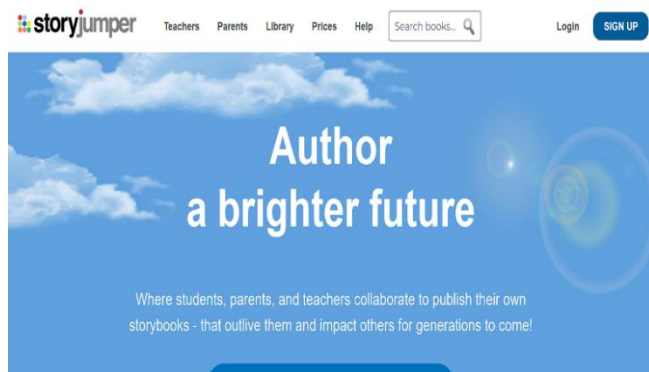 storyjumper Teachers Parents Library Prices Help Search books... Login SIGN UP
Author
a brighter future
Where students, parents, and teachers collaborate to publish their own
storybooks - that outlive them and impact others for generations to come!